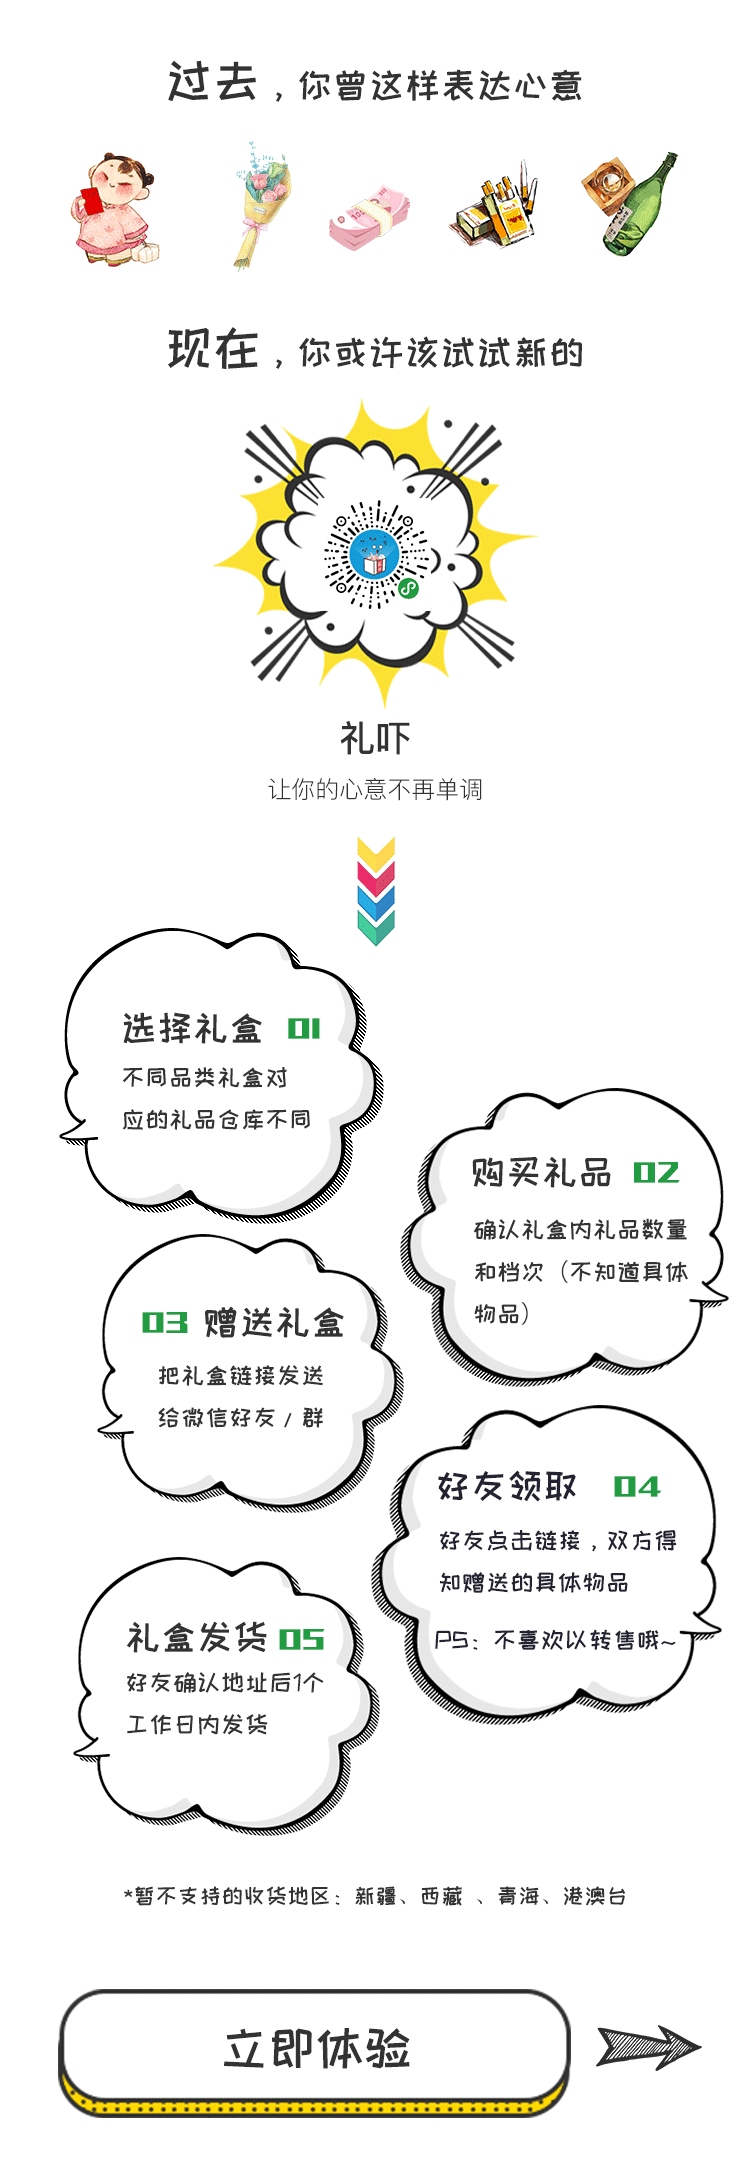 过去，你曾这样表达心意
现在，你或许该试试新的
礼吓
让你的心意不再单调
选择礼盒 01
不同品类礼盒对
应的礼品仓库不同
购买礼品 02
确认礼盒内礼品数量
和档次（不知道具体
物品）
03 赠送礼盒
把礼盒链接发送
给微信好友 / 群
好友领取 04
好友点击链接，双方得
知赠送的具体物品
PS：不喜欢以转售哦~
礼盒发货 05
好友确认地址后1个
工作日内发货
*暂不支持的收货地区：新疆、西藏 、青海、港澳台
立即体验